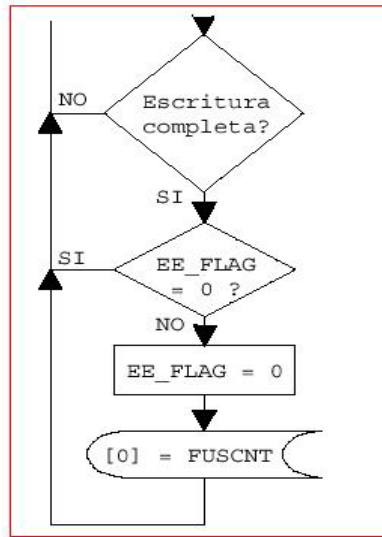 NO
Escritura
completa?
SI
SI
EE_FLAG
= 0 ?
NO
EE_FLAG = 0
[0] = FUSCNT